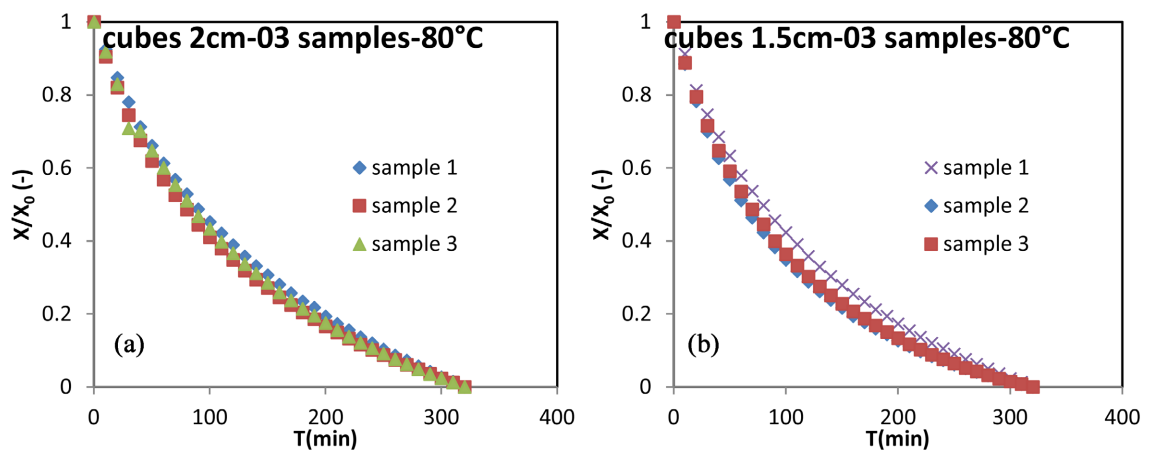 cubes 2cm-03 samples-80°C
1
0.8
0.6
0.4
0.2
0
X/X0 (-)
sample 1
sample 2
sample 3
(a)
0 100 200 300 400
T(min)
cubes 1.5cm-03 samples-80°C
1
0.8
0.6
0.4
0.2
0
X/X0 (-)
sample 1
sample 2
sample 3
(b)
0 100 200 300 400
T(min)